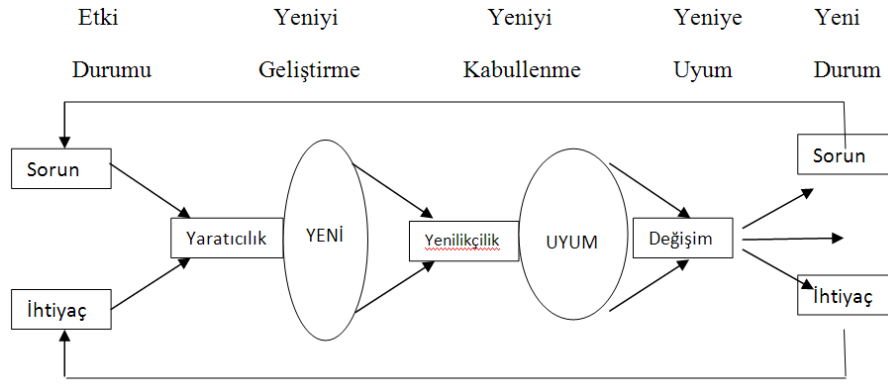 Etki Yeniyi Yeniyi Yeniye Yeni
Durumu Geliştirme Kabullenme Uyum Durum
Sorun Sorun
Yaratıcılık YENİ Yenilikçilik UYUM Değişim
İhtiyaç İhtiyaç